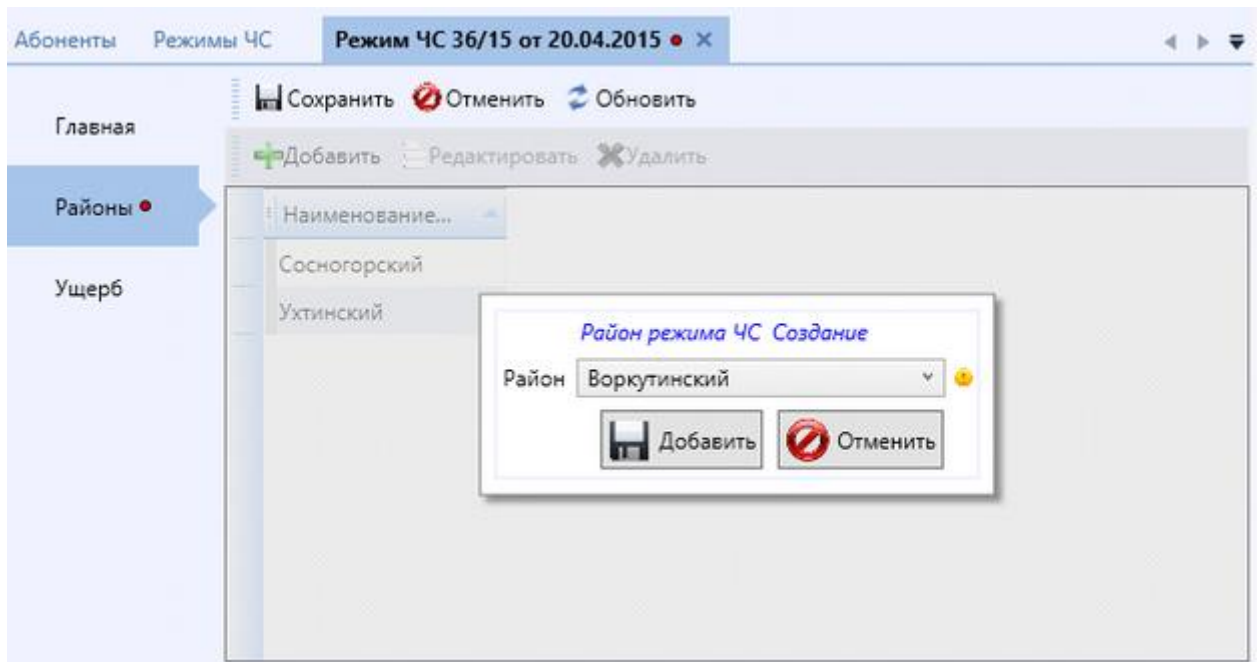 Абоненты Режимы ЧС Режим ЧС 36/15 от 20.04.2015
Сохранить Отменить Обновить
Главная
Добавить Редактировать Удалить
Районы
Наименование...
Сосногорский
Ущерб
Ухтинский
Район режима ЧС Создание
Район Воркутинский
Добавить Отменить